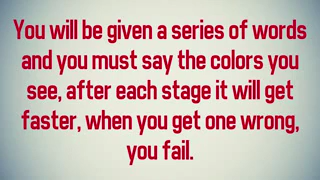 You will be given a series of words
and you must say the colors you
see, after each stage it will get
faster, when you get one wrong,
you fail.